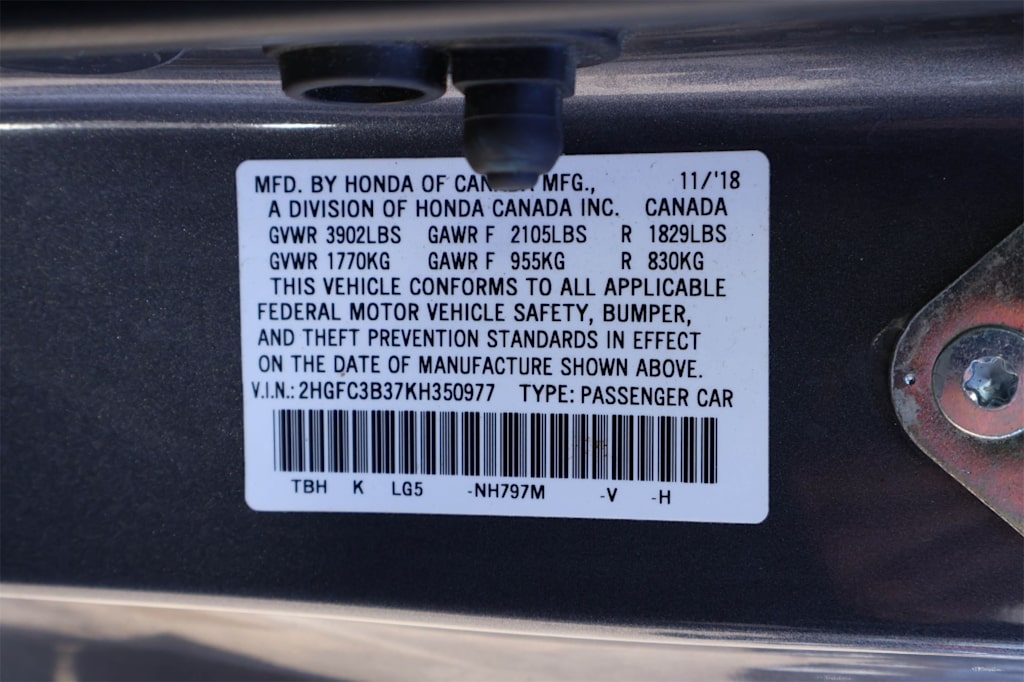 MFD. BY HONDA OF CANADA MFG., 11/'18
A DIVISION OF HONDA CANADA INC. CANADA
GVWR 3902LBS GAWR F 2105LBS R 1829LBS
GVWR 1770KG GAWR F 955KG R 830KG
THIS VEHICLE CONFORMS TO ALL APPLICABLE
FEDERAL MOTOR VEHICLE SAFETY, BUMPER,
AND THEFT PREVENTION STANDARDS IN EFFECT
ON THE DATE OF MANUFACTURE SHOWN ABOVE.
V.I.N.: 2HGFC3B37KH350977 TYPE: PASSENGER CAR
TBH K LG5 -NH797M -V -H